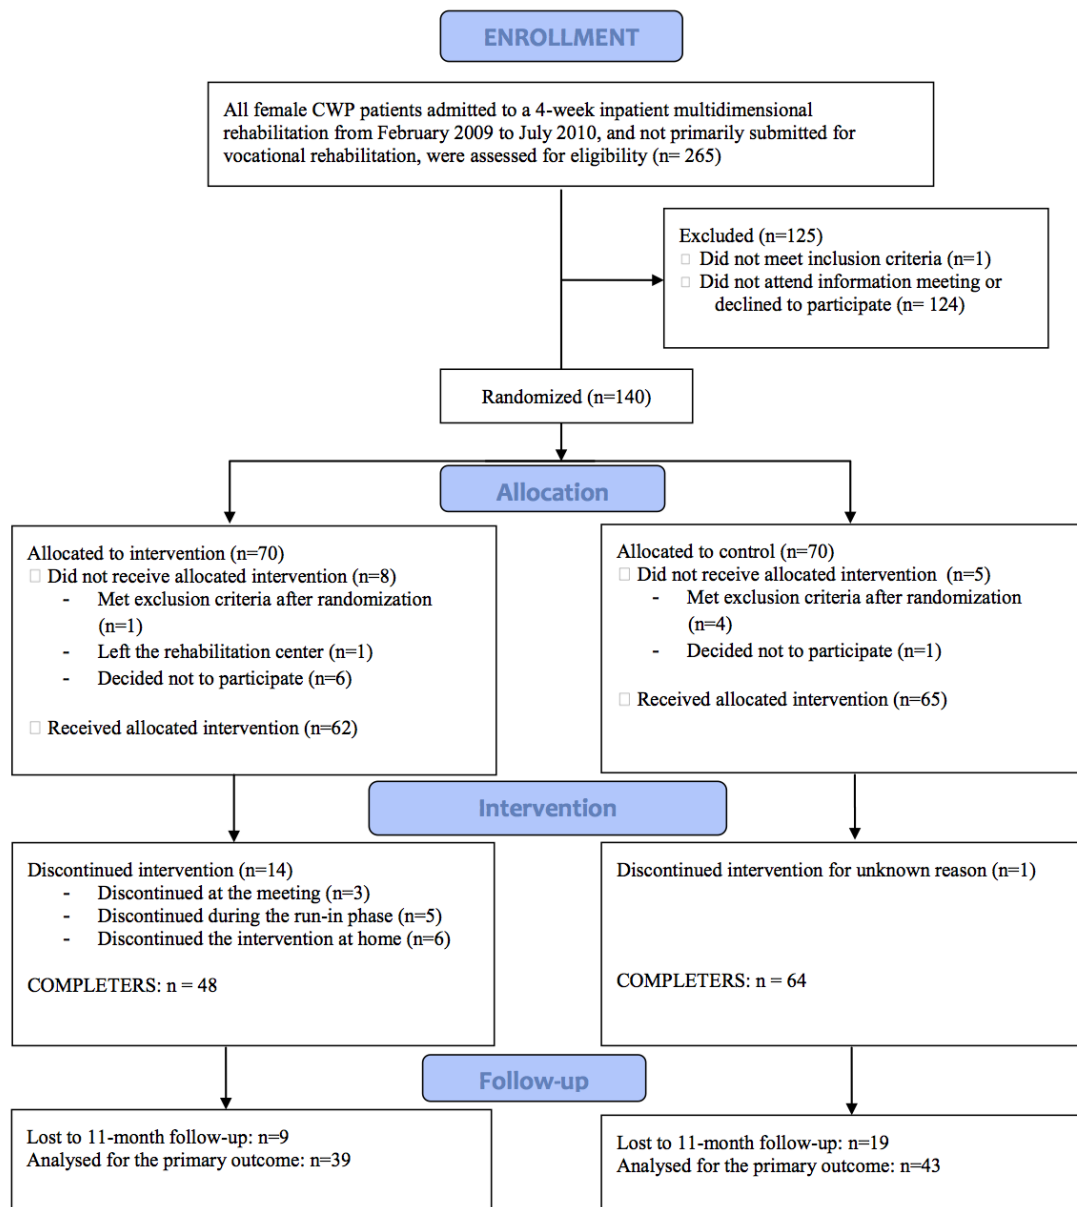 ENROLLMENT
All female CWP patients admitted to a 4-week inpatient multidimensional
rehabilitation from February 2009 to July 2010, and not primarily submitted for
vocational rehabilitation, were assessed for eligibility (n= 265)
Excluded (n=125)
□ Did not meet inclusion criteria (n=1)
□ Did not attend information meeting or
declined to participate (n= 124)
Randomized (n=140)
Allocation
Allocated to intervention (n=70)
□ Did not receive allocated intervention (n=8)
- Met exclusion criteria after randomization
(n=1)
- Left the rehabilitation center (n=1)
- Decided not to participate (n=6)
□ Received allocated intervention (n=62)
Allocated to control (n=70)
□ Did not receive allocated intervention (n=5)
- Met exclusion criteria after randomization
(n=4)
- Decided not to participate (n=1)
□ Received allocated intervention (n=65)
Intervention
Discontinued intervention (n=14)
- Discontinued at the meeting (n=3)
- Discontinued during the run-in phase (n=5)
- Discontinued the intervention at home (n=6)
COMPLETERS: n = 48
Discontinued intervention for unknown reason (n=1)
COMPLETERS: n = 64
Follow-up
Lost to 11-month follow-up: n=9
Analysed for the primary outcome: n=39
Lost to 11-month follow-up: n=19
Analysed for the primary outcome: n=43